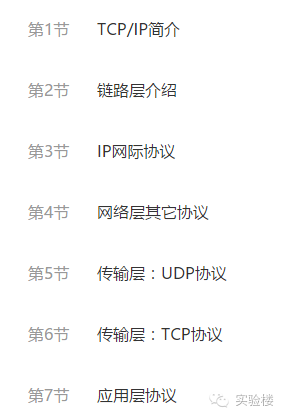 第1节 TCP/IP简介
第2节 链路层介绍
第3节 IP网际协议
第4节 网络层其它协议
第5节 传输层：UDP协议
第6节 传输层：TCP协议
第7节 应用层协议
实验楼